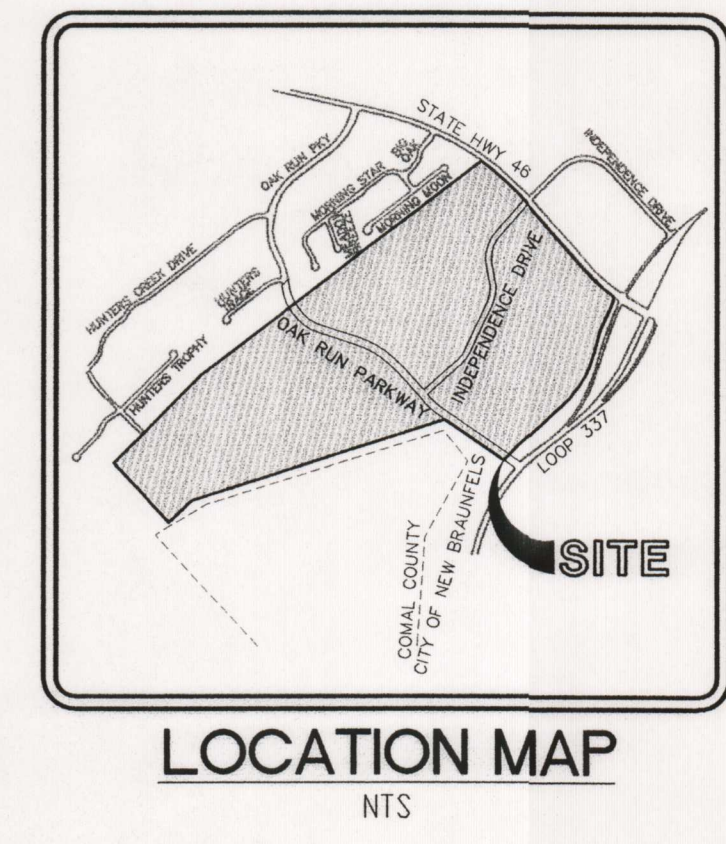 STATE HWY 46
INDEPENDENCE DRIVE
OAK RUN PKY
BIG
OAK
MORNING STAR
MORNING MOON
HUNTERS CREEK DRIVE
HUNTERS
HUNTERS TROPHY
OAK RUN PARKWAY
INDEPENDENCE DRIVE
LOOP 337
COMAL COUNTY
CITY OF NEW BRAUNFELS
SITE
LOCATION MAP
NTS